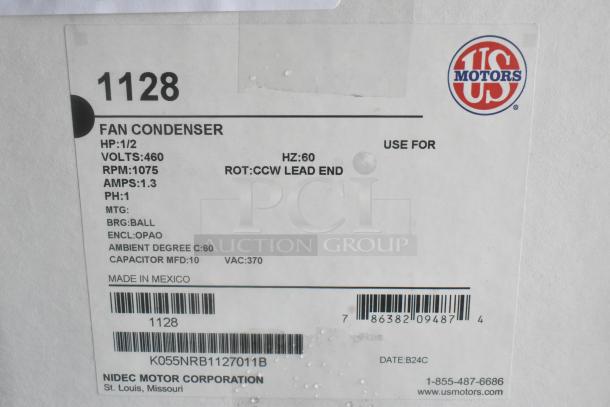 1128
US
MOTORS
®
FAN CONDENSER
HP:1/2
USE FOR
VOLTS:460 HZ:60
RPM:1075 ROT:CCW LEAD END
AMPS:1.3
PH:1
MTG:
BRG:BALL
ENCL:OPAO
AMBIENT DEGREE C:60
CAPACITOR MFD:10 VAC:370
PCI
AUCTION GROUP
MADE IN MEXICO
1128
7 86382 09487 4
K055NRB1127011B
DATE:B24C
NIDEC MOTOR CORPORATION
St. Louis, Missouri
1-855-487-6686
www.usmotors.com